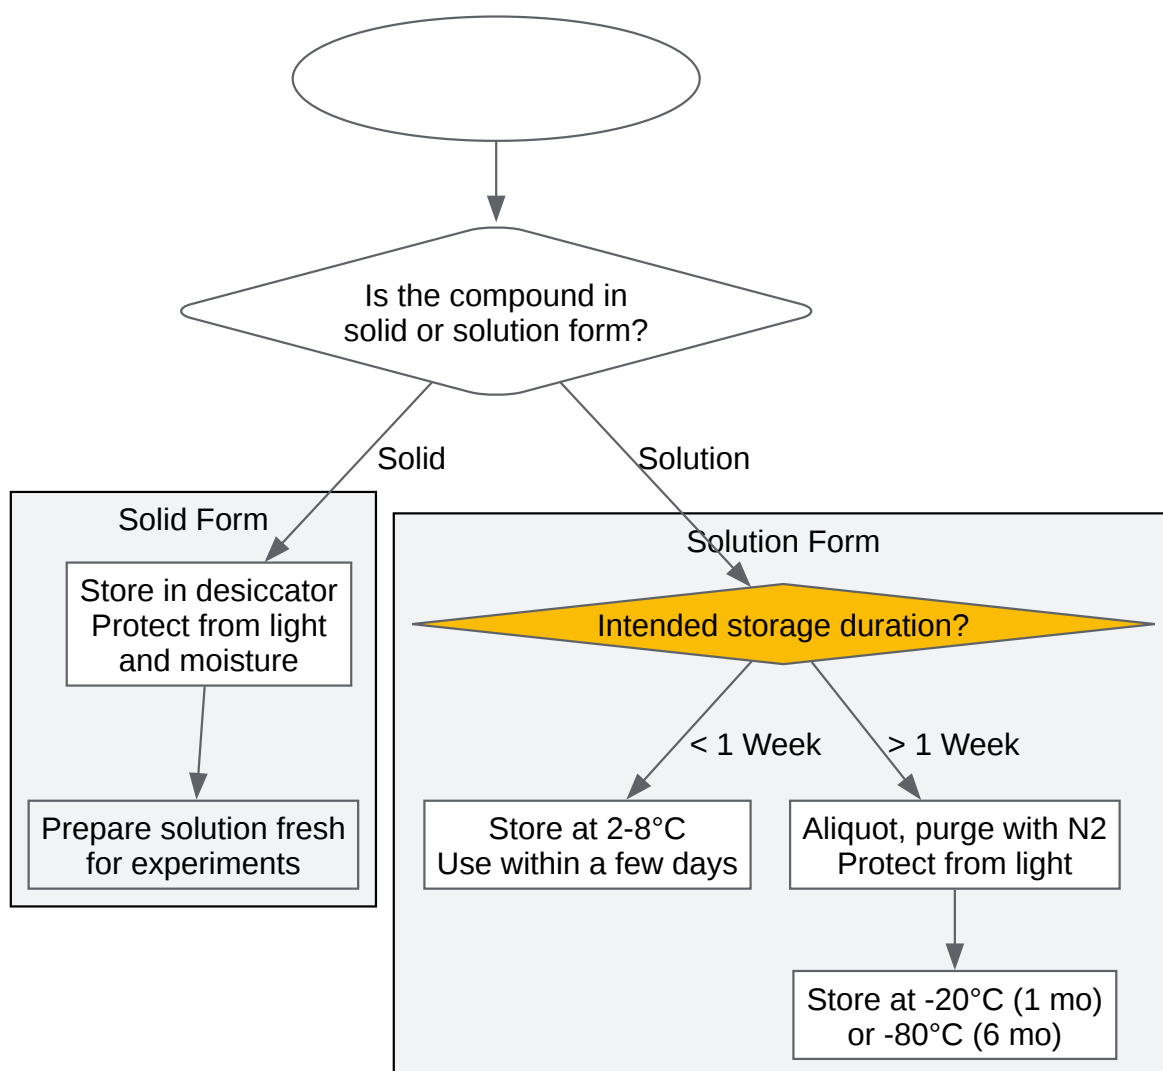 Is the compound in
solid or solution form?
Solid
Solution
Solid Form
Store in desiccator
Protect from light
and moisture
Prepare solution fresh
for experiments
Solution Form
Intended storage duration?
< 1 Week
> 1 Week
Store at 2-8°C
Use within a few days
Aliquot, purge with N2
Protect from light
Store at -20°C (1 mo)
or -80°C (6 mo)